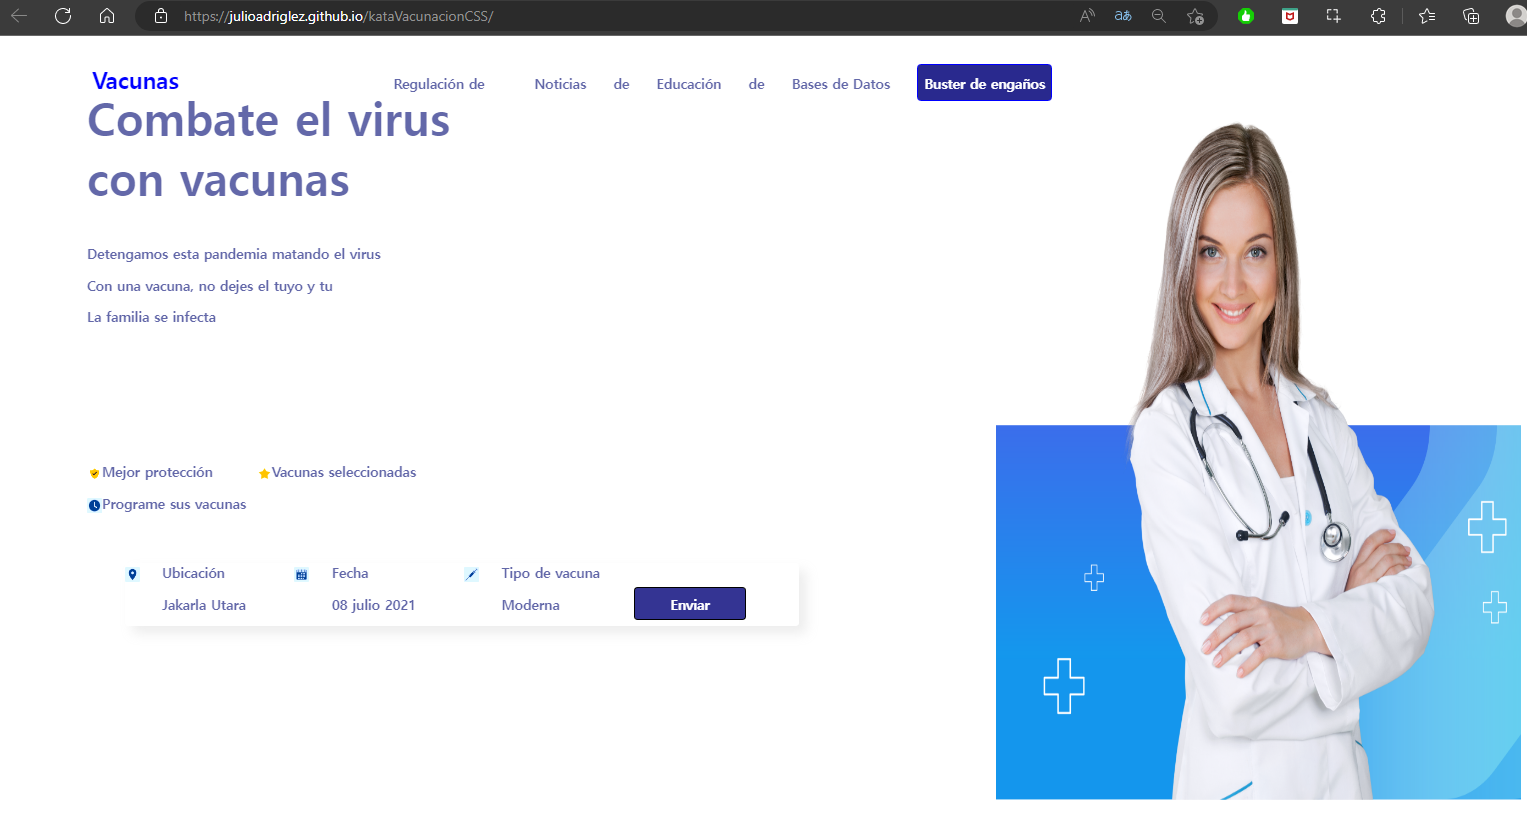 https://julioadriglez.github.io/kataVacunacionCSS/
Vacunas
Regulación de Noticias de Educación de Bases de Datos Buster de engaños
Combate el virus
con vacunas
Detengamos esta pandemia matando el virus
Con una vacuna, no dejes el tuyo y tu
La familia se infecta
Mejor protección Vacunas seleccionadas
Programe sus vacunas
Ubicación Fecha Tipo de vacuna
Jakarla Utara 08 julio 2021 Moderna Enviar